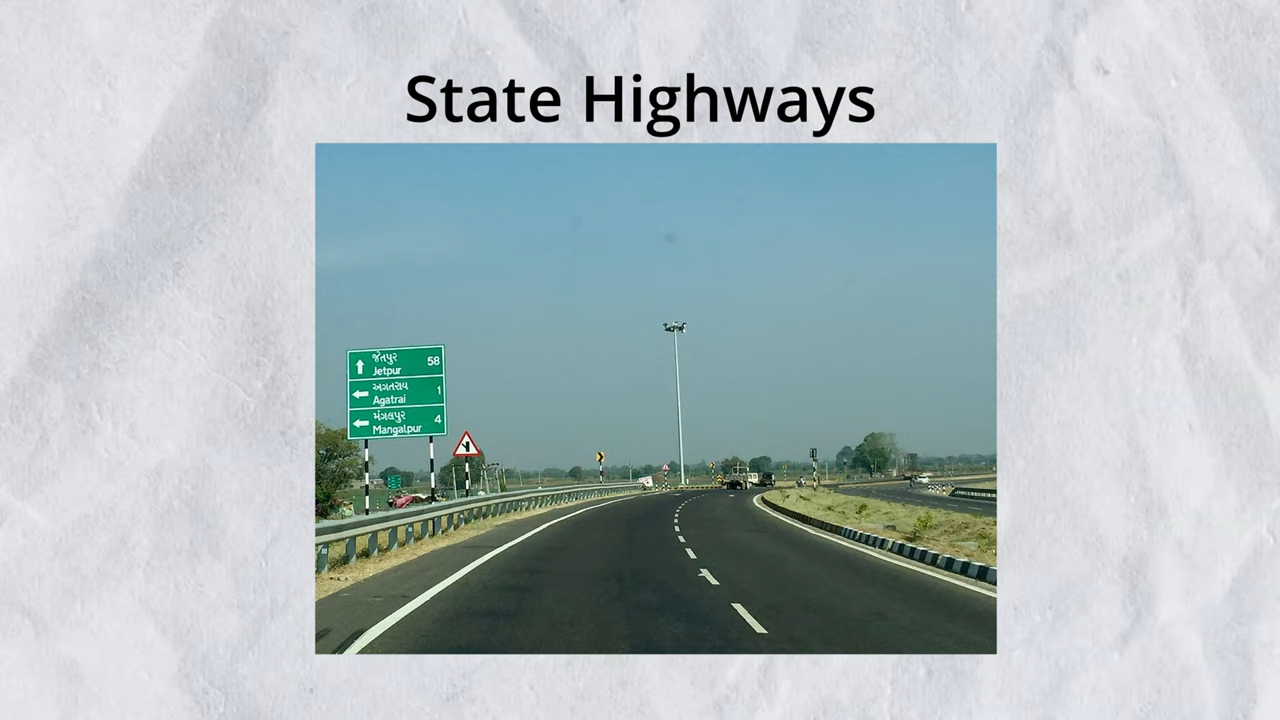 State Highways
જેતપુર 58
Jetpur
અગતરાય 1
Agatrai
મંગલપુર 4
Mangalpur